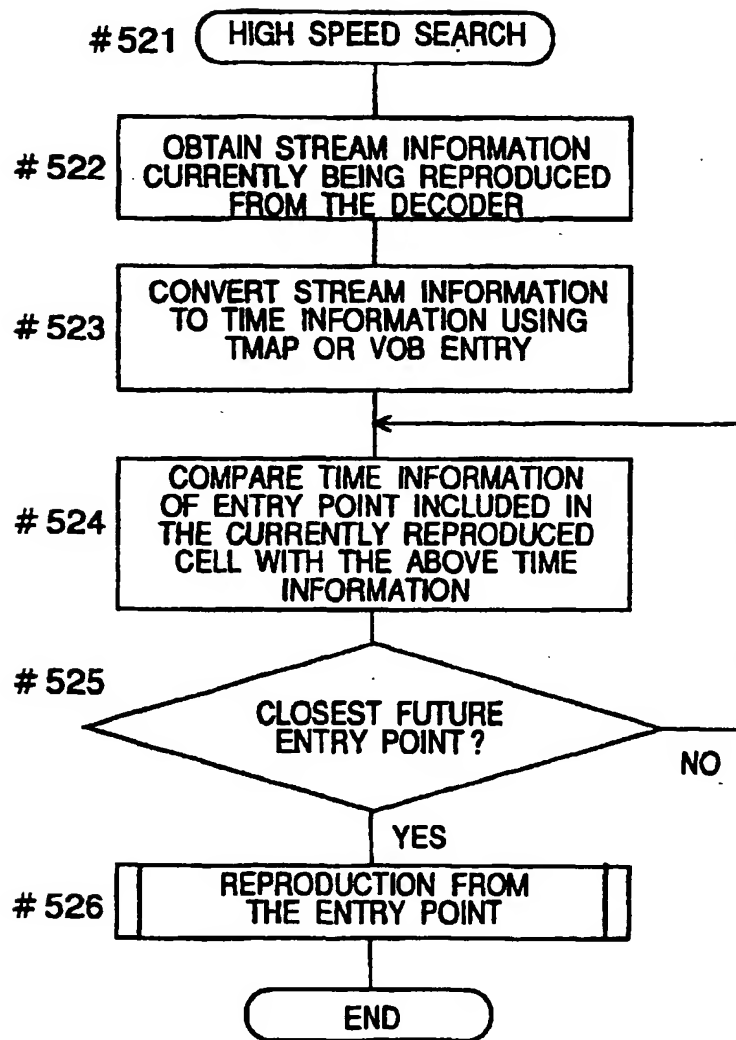 #521 HIGH SPEED SEARCH
#522 OBTAIN STREAM INFORMATION
CURRENTLY BEING REPRODUCED
FROM THE DECODER
#523 CONVERT STREAM INFORMATION
TO TIME INFORMATION USING
TMAP OR VOB ENTRY
#524 COMPARE TIME INFORMATION
OF ENTRY POINT INCLUDED IN
THE CURRENTLY REPRODUCED
CELL WITH THE ABOVE TIME
INFORMATION
#525 CLOSEST FUTURE
ENTRY POINT?
NO
YES
#526 REPRODUCTION FROM
THE ENTRY POINT
END